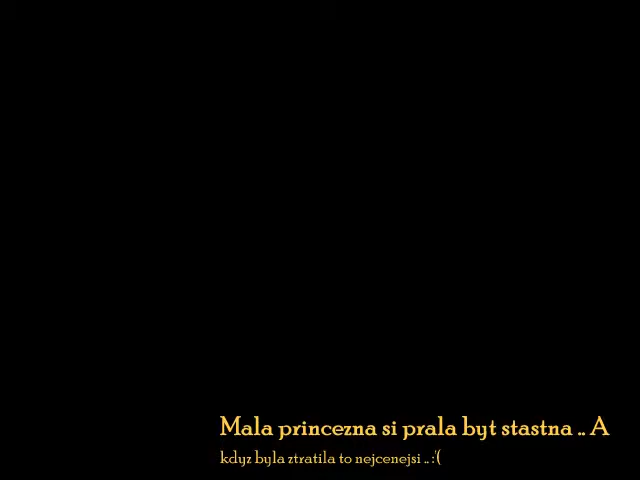 Mala princezna si prala byt stastna .. A
kdyz byla ztratila to nejcenejsi .. :'(